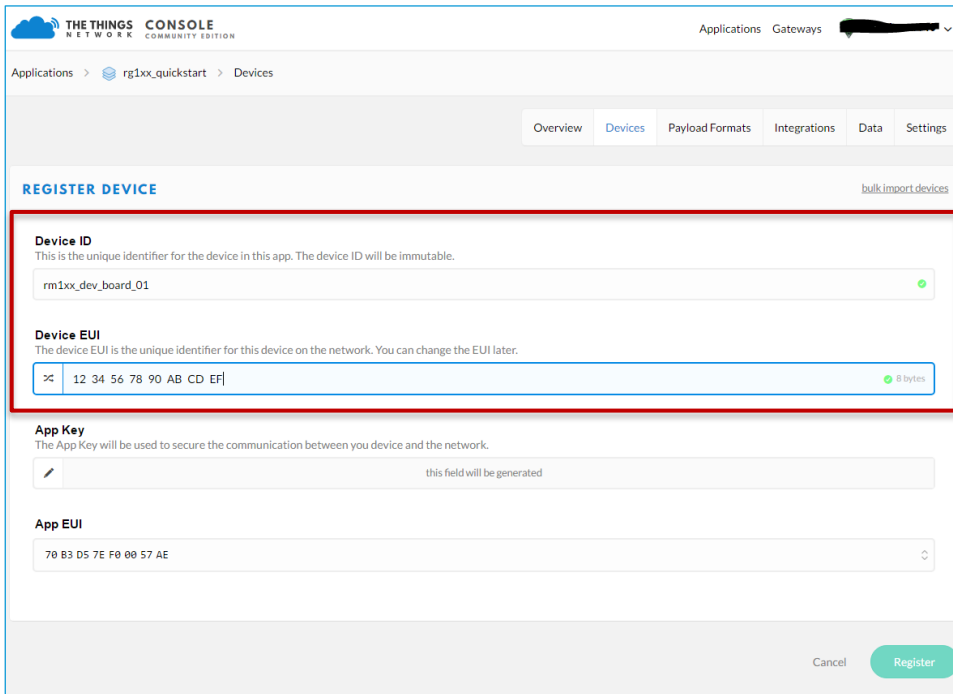 THE THINGS CONSOLE
NETWORK COMMUNITY EDITION
Applications Gateways
Applications > rg1xx_quickstart > Devices
Overview Devices Payload Formats Integrations Data Settings
REGISTER DEVICE bulk import devices
Device ID
This is the unique identifier for the device in this app. The device ID will be immutable.
rm1xx_dev_board_01
Device EUI
The device EUI is the unique identifier for this device on the network. You can change the EUI later.
12 34 56 78 90 AB CD EF 8 bytes
App Key
The App Key will be used to secure the communication between you device and the network.
this field will be generated
App EUI
70 B3 D5 7E F0 00 57 AE
Cancel Register